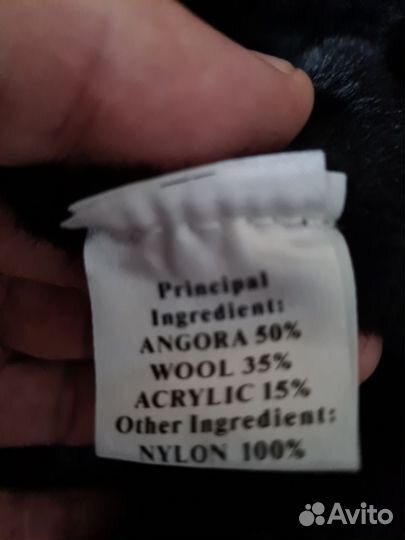 Principal
Ingredient:
ANGORA 50%
WOOL 35%
ACRYLIC 15%
Other Ingredient:
NYLON 100%
Avito